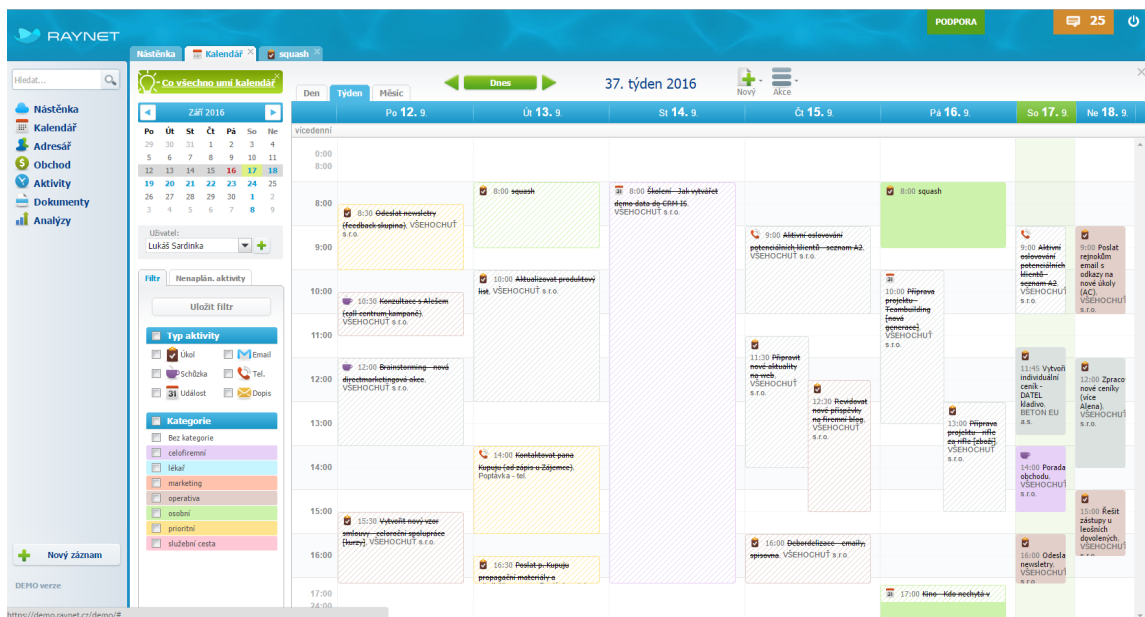 RAYNET
PODPORA
25
Nástěnka
Kalendář
squash
Hledat...
Nástěnka
Kalendář
Adresář
Obchod
Aktivity
Dokumenty
Analýzy
Nový záznam
DEMO verze
https://demo.raynet.cz/demo/#
Co všechno umí kalendář
Září 2016
Po Út St Čt Pá So Ne
29 30 31 1 2 3 4
5 6 7 8 9 10 11
12 13 14 15 16 17 18
19 20 21 22 23 24 25
26 27 28 29 30 1 2
3 4 5 6 7 8 9
Uživatel:
Lukáš Sardinka
Filtr
Nenaplán. aktivity
Uložit filtr
Typ aktivity
Úkol Email
Schůzka Tel.
31 Událost Dopis
Kategorie
Bez kategorie
celofiremní
lékař
marketing
operativa
osobní
prioritní
služební cesta
Den Týden Měsíc
Dnes
37. týden 2016
Nový
Akce
Po 12. 9. Út 13. 9. St 14. 9. Čt 15. 9. Pá 16. 9. So 17. 9. Ne 18. 9.
vícedenní
0:00
8:00
8:00
9:00
10:00
11:00
12:00
13:00
14:00
15:00
16:00
17:00
24:00
8:30 Odeslat newslettry
(feedback skupina), VŠEHOCHUŤ
s.r.o.
10:30 Konzultace s Alešem
(call centrum kampaně),
VŠEHOCHUŤ s.r.o.
12:00 Brainstorming - nová
directmarketingová akce,
VŠEHOCHUŤ s.r.o.
15:30 Vytvořit nový vzor
smlouvy - celoroční spolupráce
[kurzy], VŠEHOCHUŤ s.r.o.
8:00 squash
10:00 Aktualizovat produktový
list, VŠEHOCHUŤ s.r.o.
14:00 Kontaktovat pana
Kupuju (ad zápis u Zájemce),
Poptávka - tel.
16:30 Poslat p. Kupuju
propagační materiály a
31 8:00 Školení - Jak vytvářet
demo data do CRM IS,
VŠEHOCHUŤ s.r.o.
9:00 Aktivní oslovování
potenciálních klientů - seznam A2,
VŠEHOCHUŤ s.r.o.
11:30 Připravit
nové aktuality
na web,
VŠEHOCHUŤ
s.r.o.
12:30 Revidovat
nové příspěvky
na firemní blog,
VŠEHOCHUŤ
s.r.o.
16:00 Debordelizace - emaily,
spisovna, VŠEHOCHUŤ s.r.o.
8:00 squash
31
10:00 Příprava
projektu -
Teambuilding
[nová
generace],
VŠEHOCHUŤ
s.r.o.
13:00 Příprava
projektu - rifle
za rifle [zboží],
VŠEHOCHUŤ
s.r.o.
31 17:00 Kino - Kdo nechytá v
9:00 Aktivní
oslovování
potenciálních
klientů -
seznam A2,
VŠEHOCHUŤ
s.r.o.
11:45 Vytvoři
individuální
ceník -
DATEL
kladivo,
BETON EU
a.s.
14:00 Porada
obchodu,
VŠEHOCHUŤ
s.r.o.
16:00 Odesla
newsletry,
VŠEHOCHUŤ
s.r.o.
9:00 Poslat
rejnokům
email s
odkazy na
nové úkoly
(AC),
VŠEHOCHUŤ
s.r.o.
12:00 Zpraco
nové ceníky
(více
Alena),
VŠEHOCHUŤ
s.r.o.
15:00 Řešit
zástupy u
leošních
dovolených,
VŠEHOCHUŤ
s.r.o.